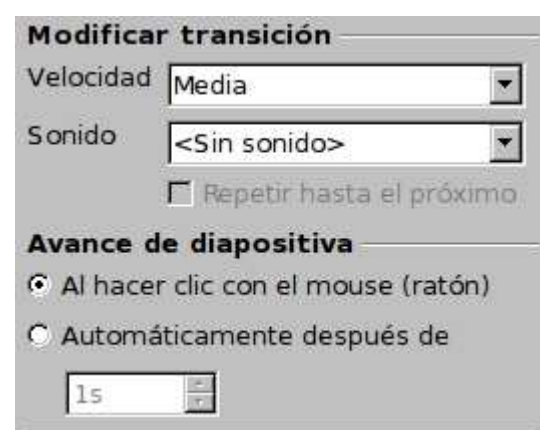 Modificar transición
Velocidad Media
Sonido <Sin sonido>
Repetir hasta el próximo
Avance de diapositiva
Al hacer clic con el mouse (ratón)
Automáticamente después de
1s